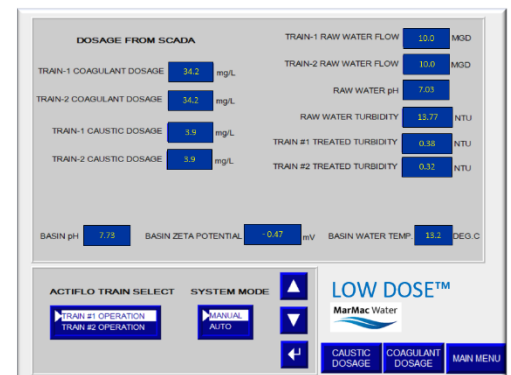 DOSAGE FROM SCADA
TRAIN-1 COAGULANT DOSAGE 34.2 mg/L
TRAIN-2 COAGULANT DOSAGE 34.2 mg/L
TRAIN-1 CAUSTIC DOSAGE 3.9 mg/L
TRAIN-2 CAUSTIC DOSAGE 3.9 mg/L
TRAIN-1 RAW WATER FLOW 10.0 MGD
TRAIN-2 RAW WATER FLOW 10.0 MGD
RAW WATER pH 7.03
RAW WATER TURBIDITY 13.77 NTU
TRAIN #1 TREATED TURBIDITY 0.38 NTU
TRAIN #2 TREATED TURBIDITY 0.32 NTU
BASIN pH 7.73 BASIN ZETA POTENTIAL -0.47 mV BASIN WATER TEMP. 13.2 DEG.C
ACTIFLO TRAIN SELECT
TRAIN #1 OPERATION
TRAIN #2 OPERATION
SYSTEM MODE
MANUAL
AUTO
LOW DOSE™
MarMac Water
CAUSTIC DOSAGE
COAGULANT DOSAGE
MAIN MENU